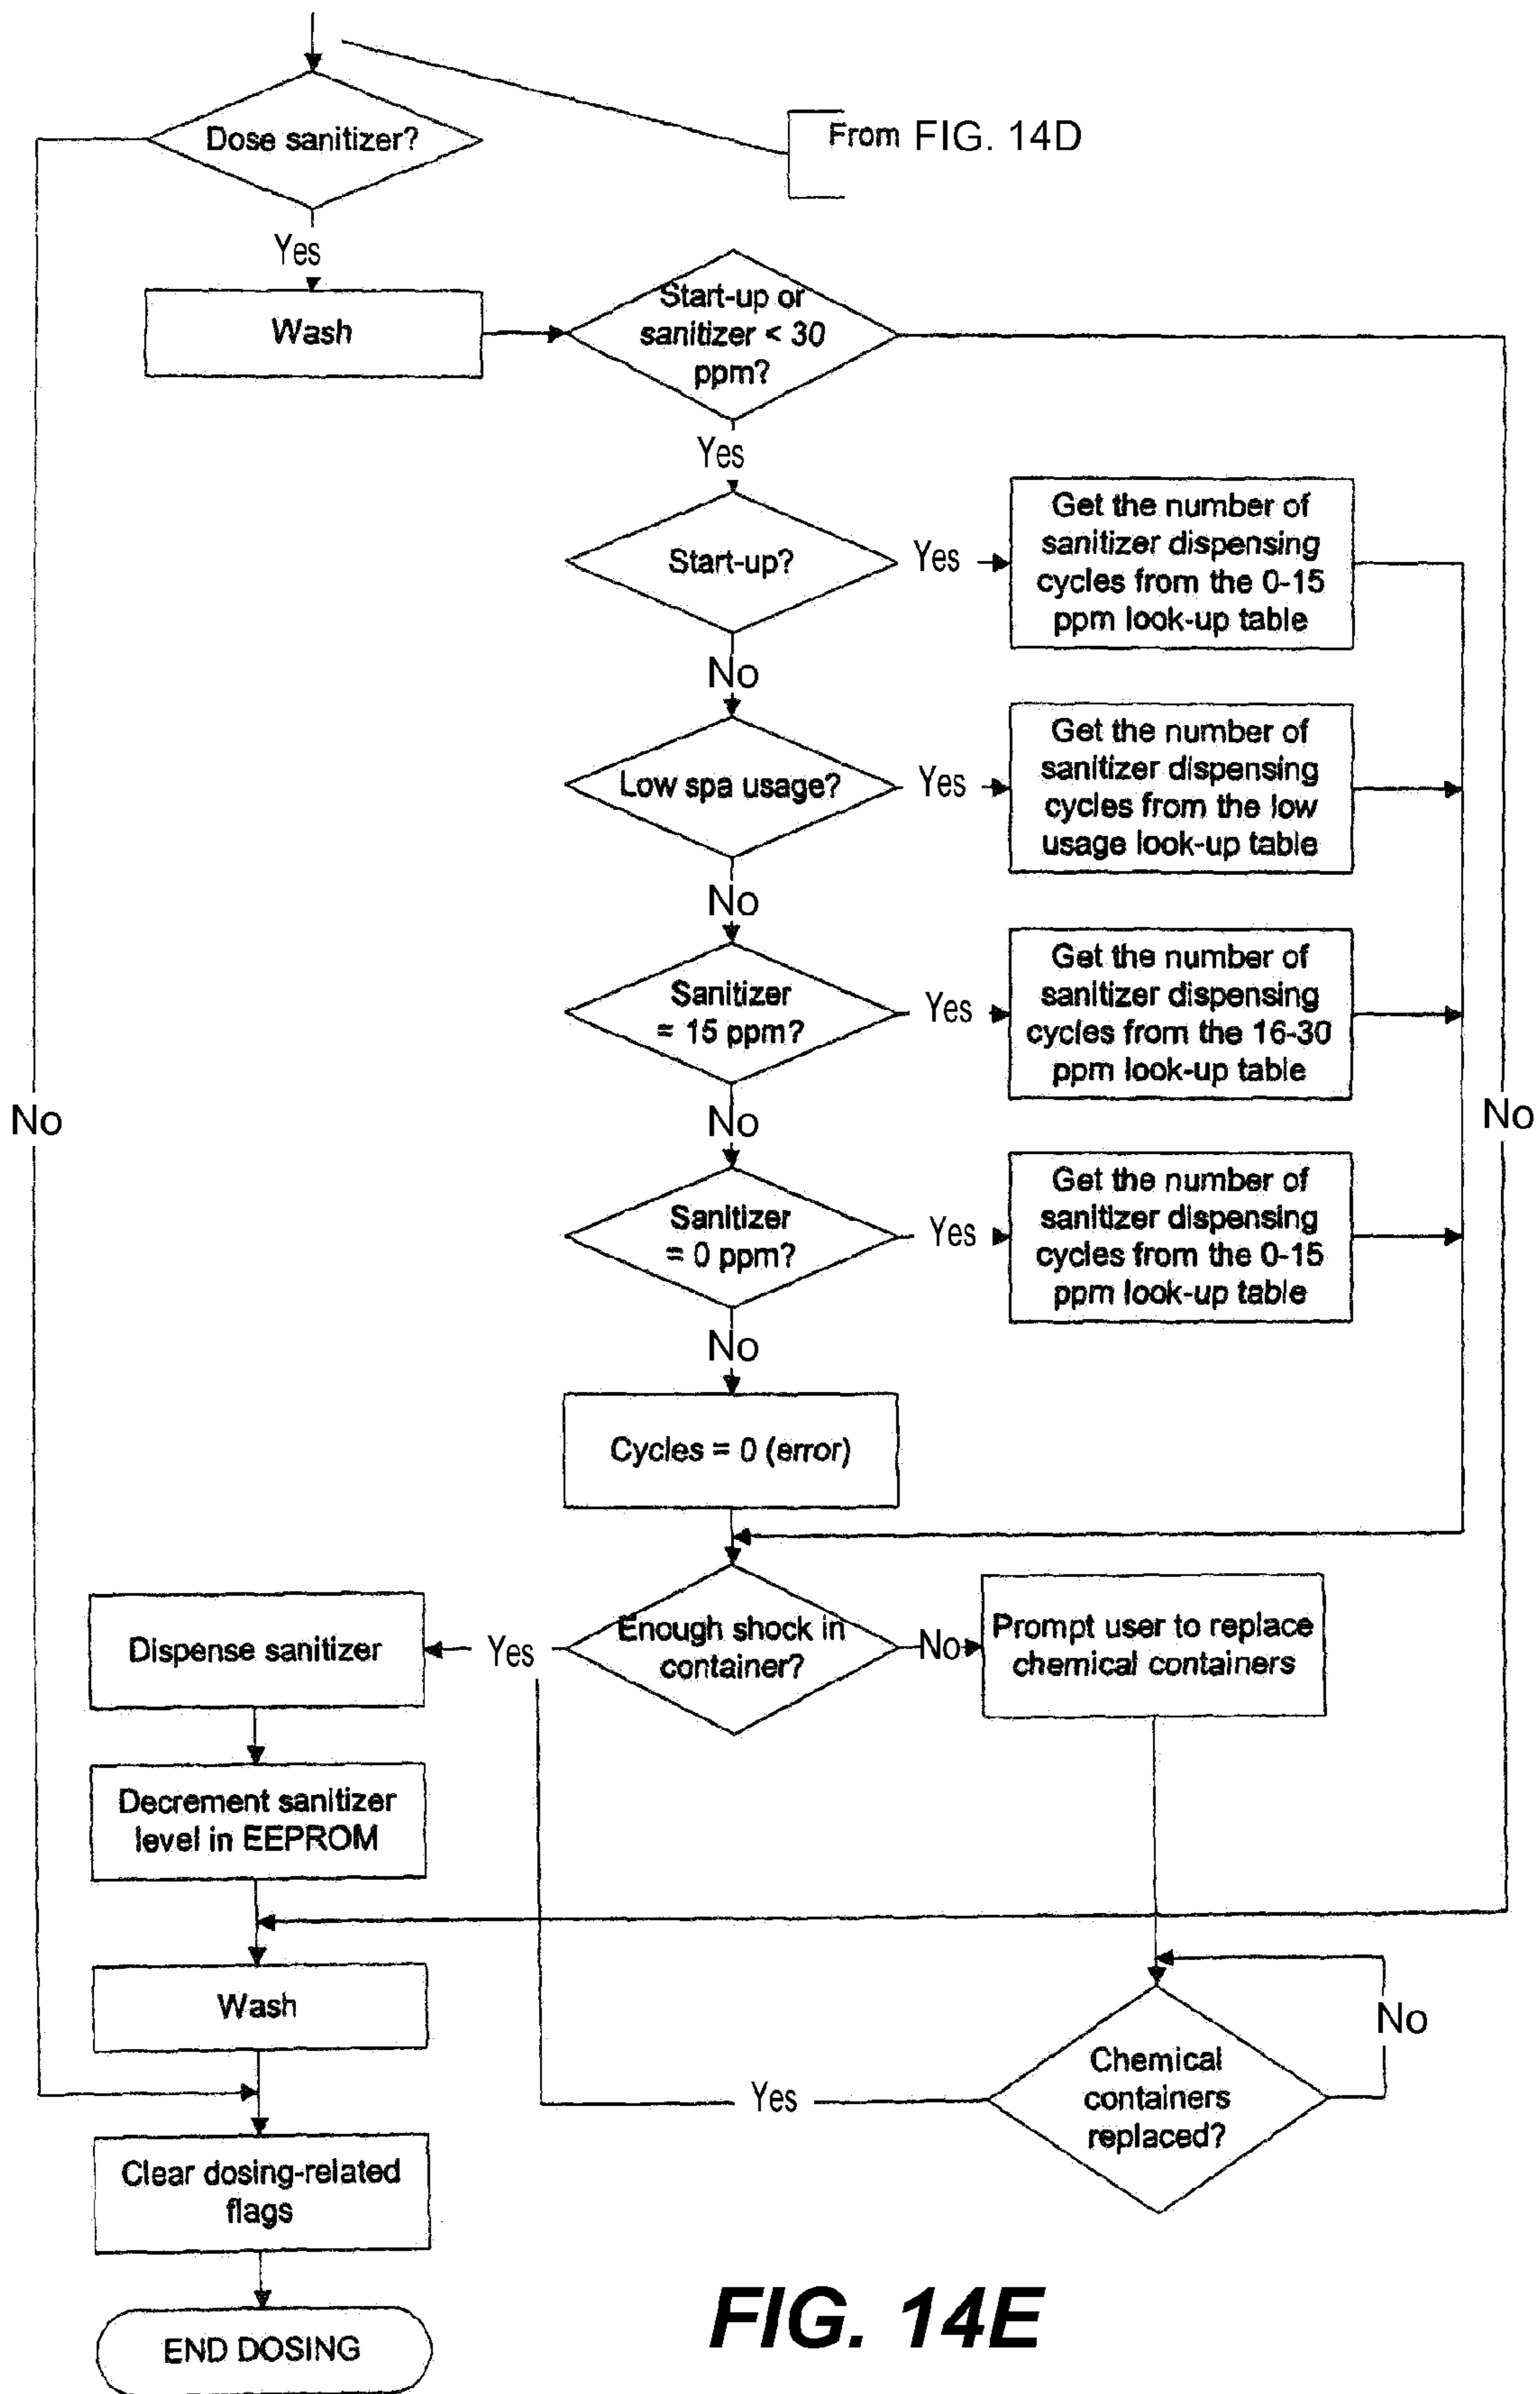 Dose sanitizer?
From FIG. 14D
Yes
Wash
Start-up or
sanitizer < 30
ppm?
Yes
Start-up?
Yes
Get the number of
sanitizer dispensing
cycles from the 0-15
ppm look-up table
No
Low spa usage?
Yes
Get the number of
sanitizer dispensing
cycles from the low
usage look-up table
No
Sanitizer
= 15 ppm?
Yes
Get the number of
sanitizer dispensing
cycles from the 16-30
ppm look-up table
No
No
No
Sanitizer
= 0 ppm?
Yes
Get the number of
sanitizer dispensing
cycles from the 0-15
ppm look-up table
No
Cycles = 0 (error)
Dispense sanitizer
Yes
Enough shock in
container?
No
Prompt user to replace
chemical containers
Decrement sanitizer
level in EEPROM
Wash
No
Chemical
containers
replaced?
Yes
Clear dosing-related
flags
END DOSING
FIG. 14E